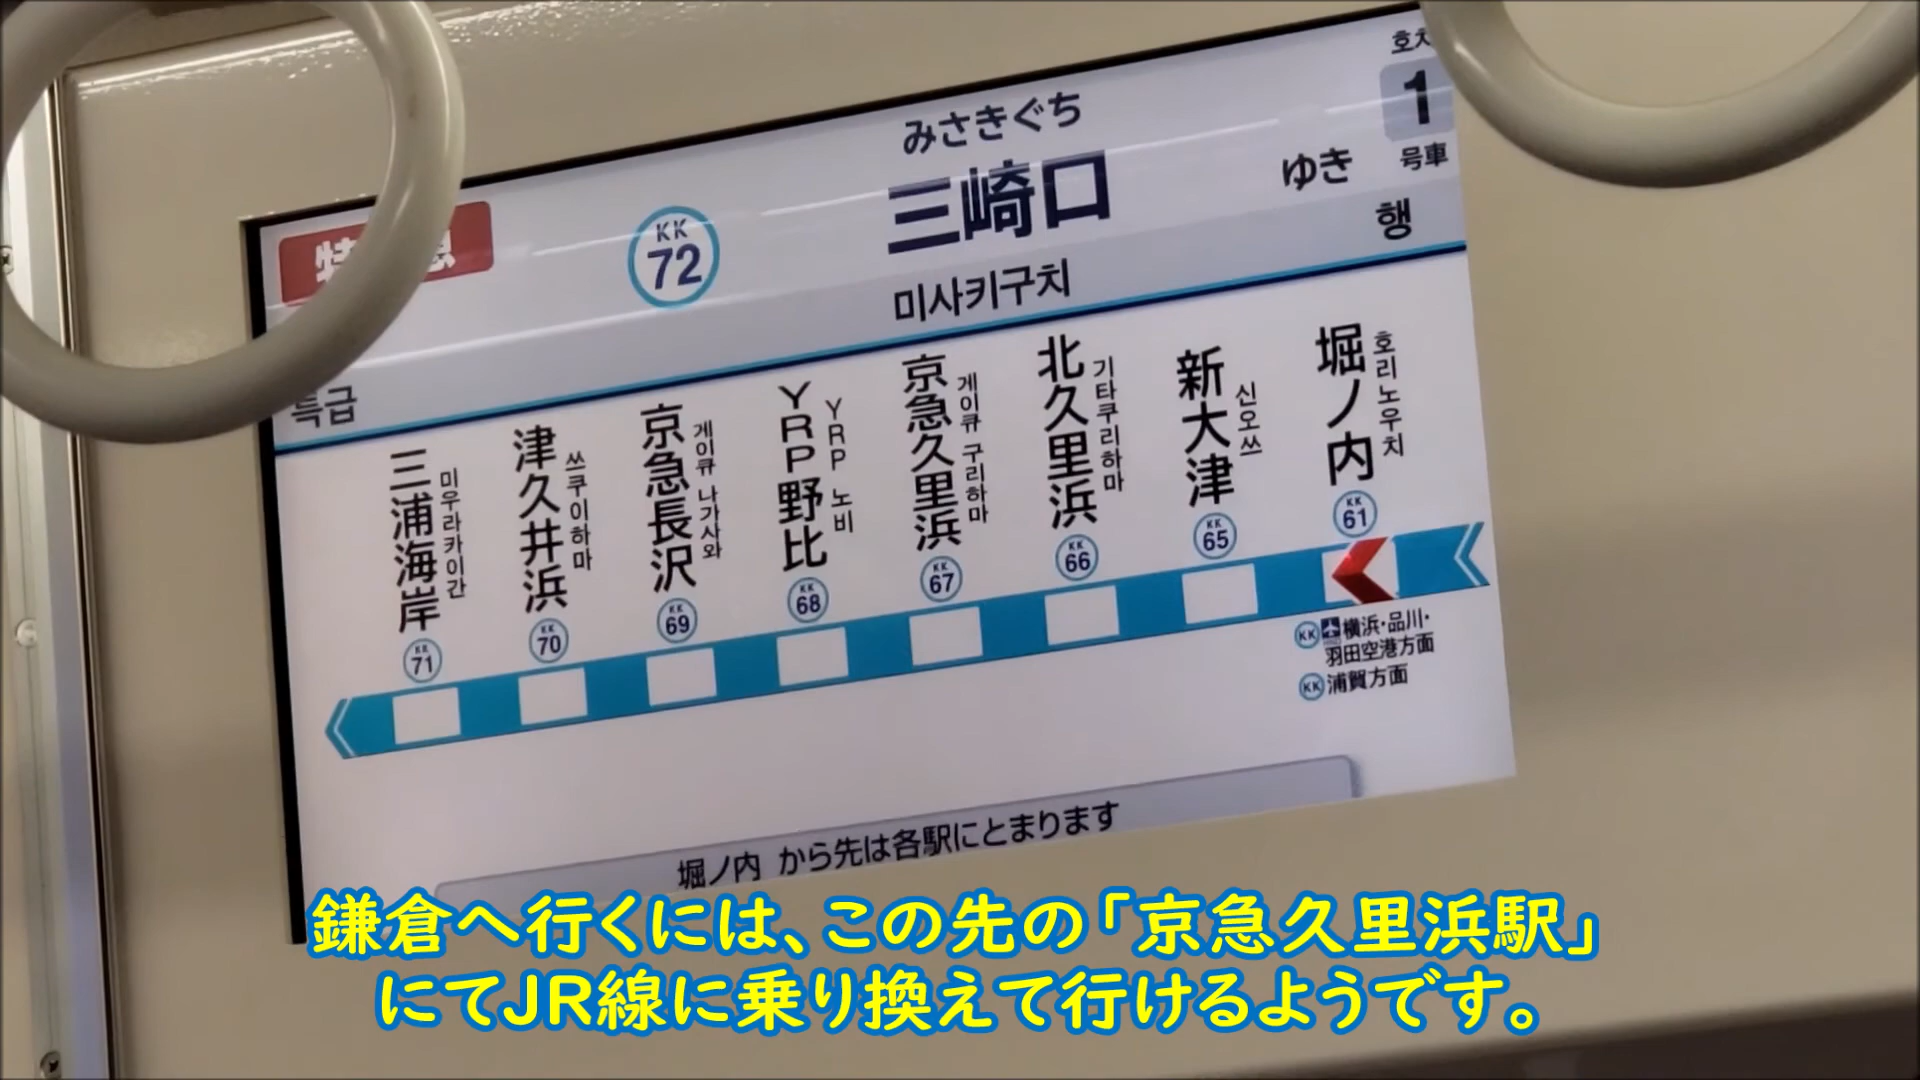 호차
1
号車
みさきぐち
三崎口
ゆき
행
KK
72
미사키구치
특급
堀ノ内
호리노우치
KK
61
新大津
신오쓰
KK
65
北久里浜
기타쿠리하마
KK
66
京急久里浜
게이큐 구리하마
KK
67
YRP野比
YRP 노비
KK
68
京急長沢
게이큐 나가사와
KK
69
津久井浜
쓰쿠이하마
KK
70
三浦海岸
미우라카이간
KK
71
KK 横浜・品川・
羽田空港方面
KK 浦賀方面
堀ノ内 から先は各駅にとまります
鎌倉へ行くには、この先の「京急久里浜駅」
にてJR線に乗り換えて行けるようです。